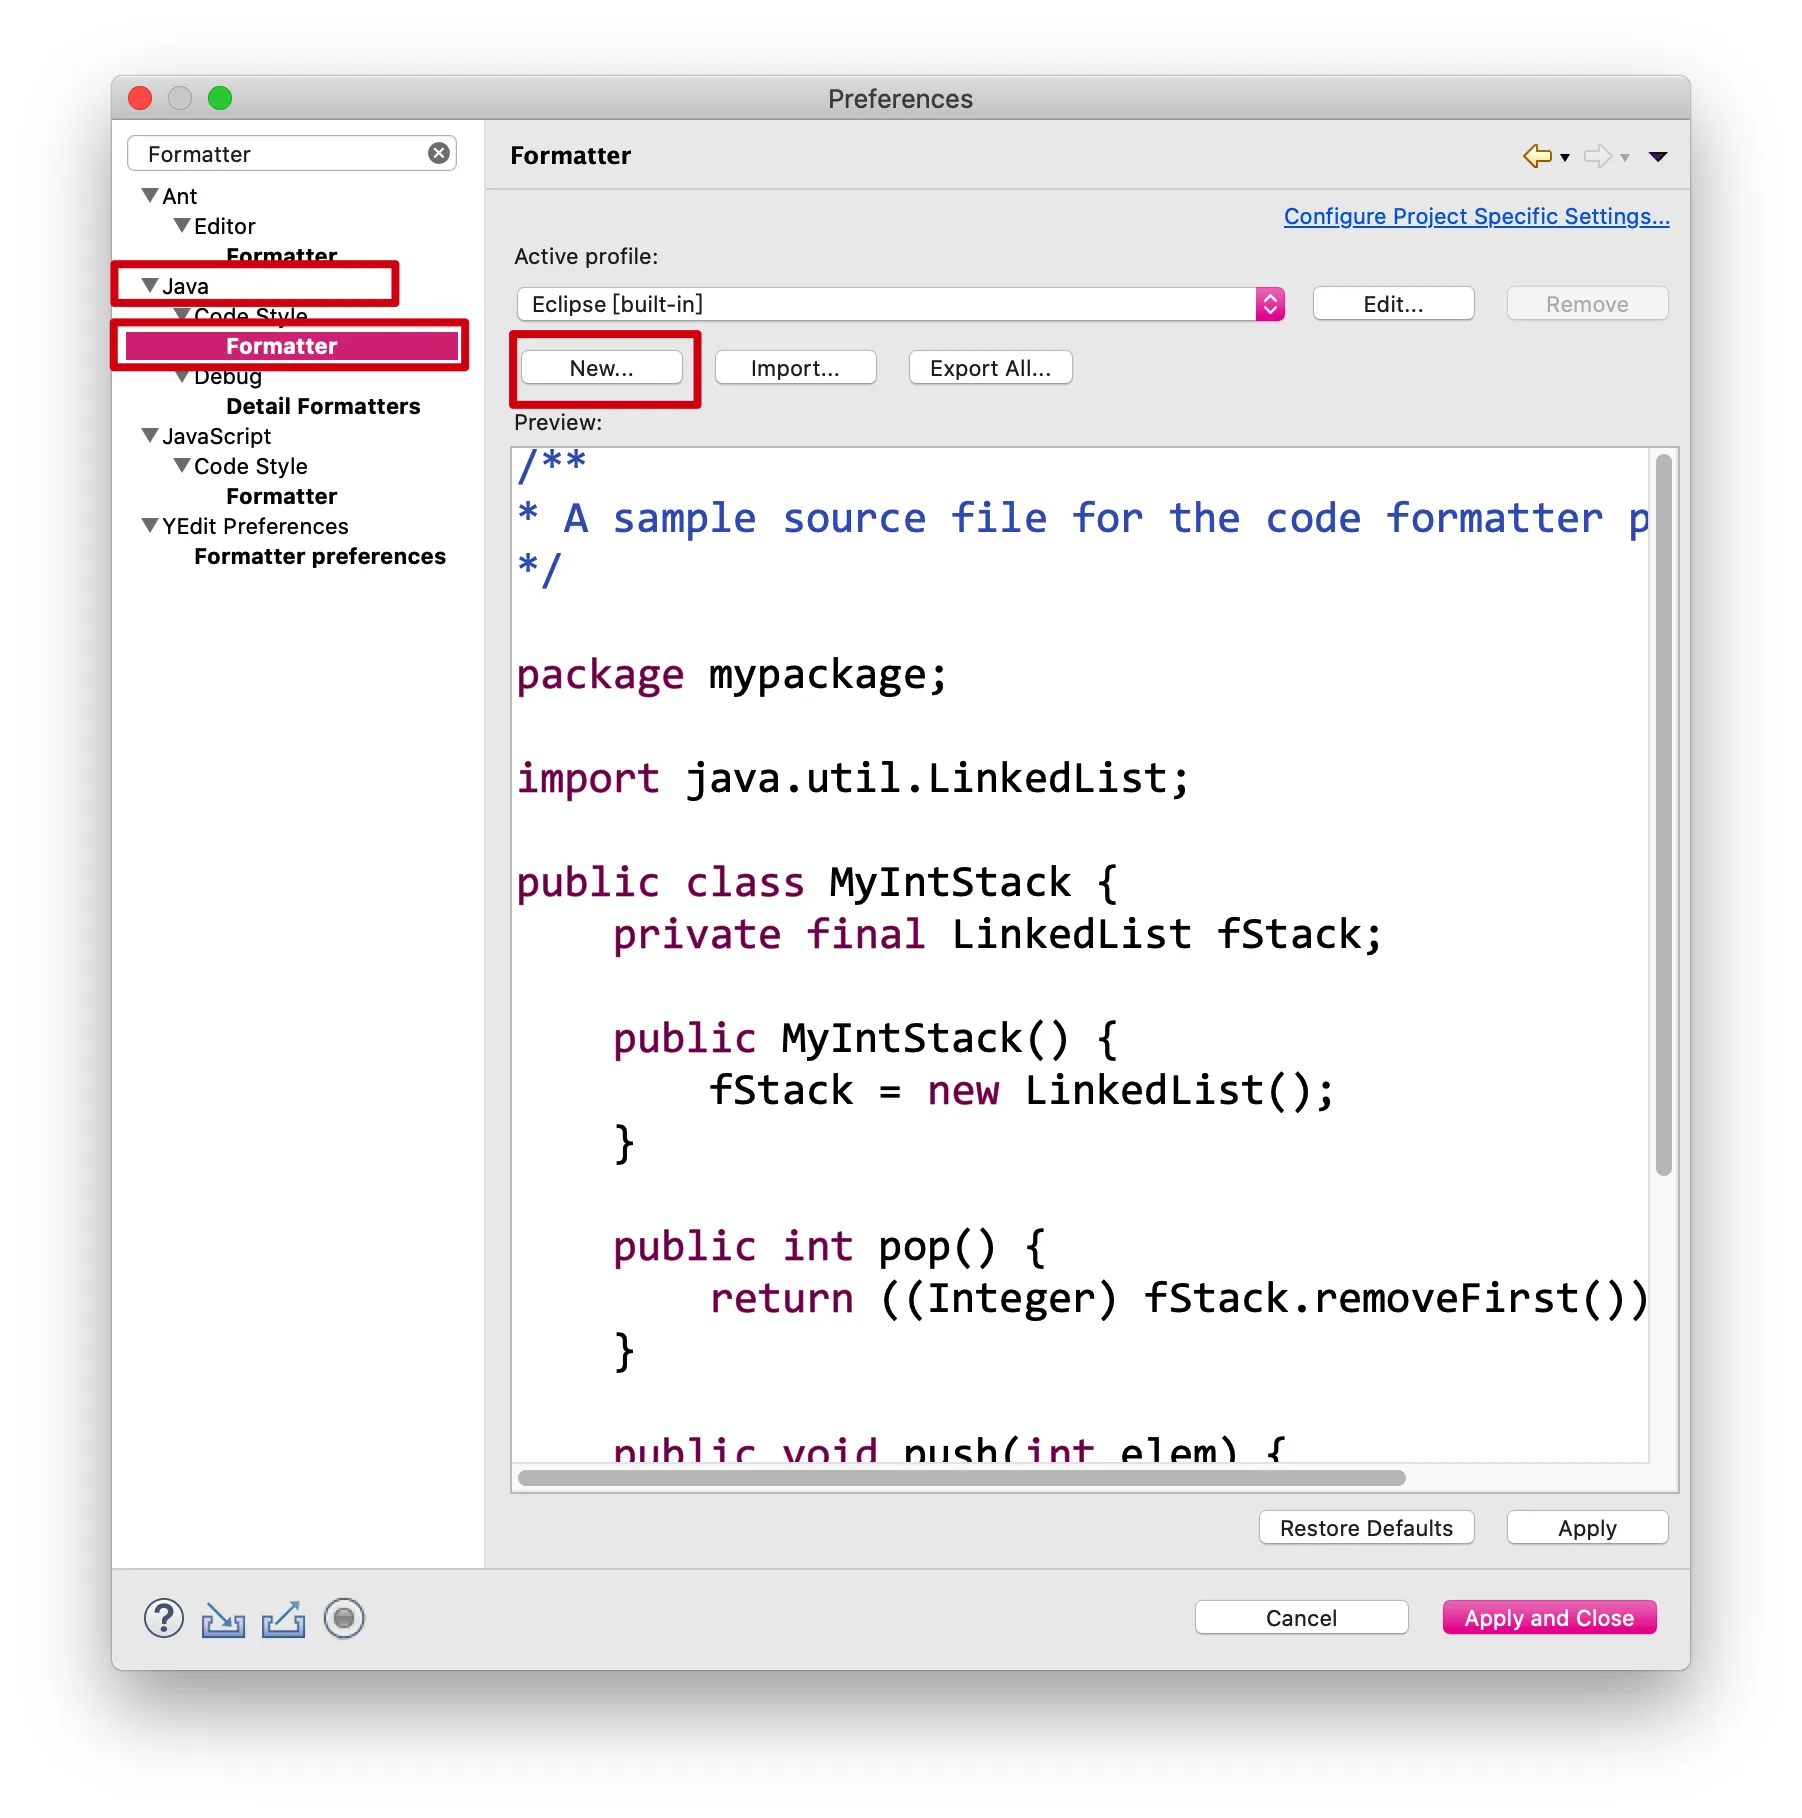 Preferences
Formatter
Ant
Editor
Formatter
Java
Code Style
Formatter
Debug
Detail Formatters
JavaScript
Code Style
Formatter
YEdit Preferences
Formatter preferences
Formatter
Configure Project Specific Settings...
Active profile:
Eclipse [built-in]
Edit...
Remove
New...
Import...
Export All...
Preview:
/**
* A sample source file for the code formatter p
*/
package mypackage;
import java.util.LinkedList;
public class MyIntStack {
    private final LinkedList fStack;
    public MyIntStack() {
        fStack = new LinkedList();
    }
    public int pop() {
        return ((Integer) fStack.removeFirst())
    }
    public void push(int elem) {
Restore Defaults
Apply
?
Cancel
Apply and Close